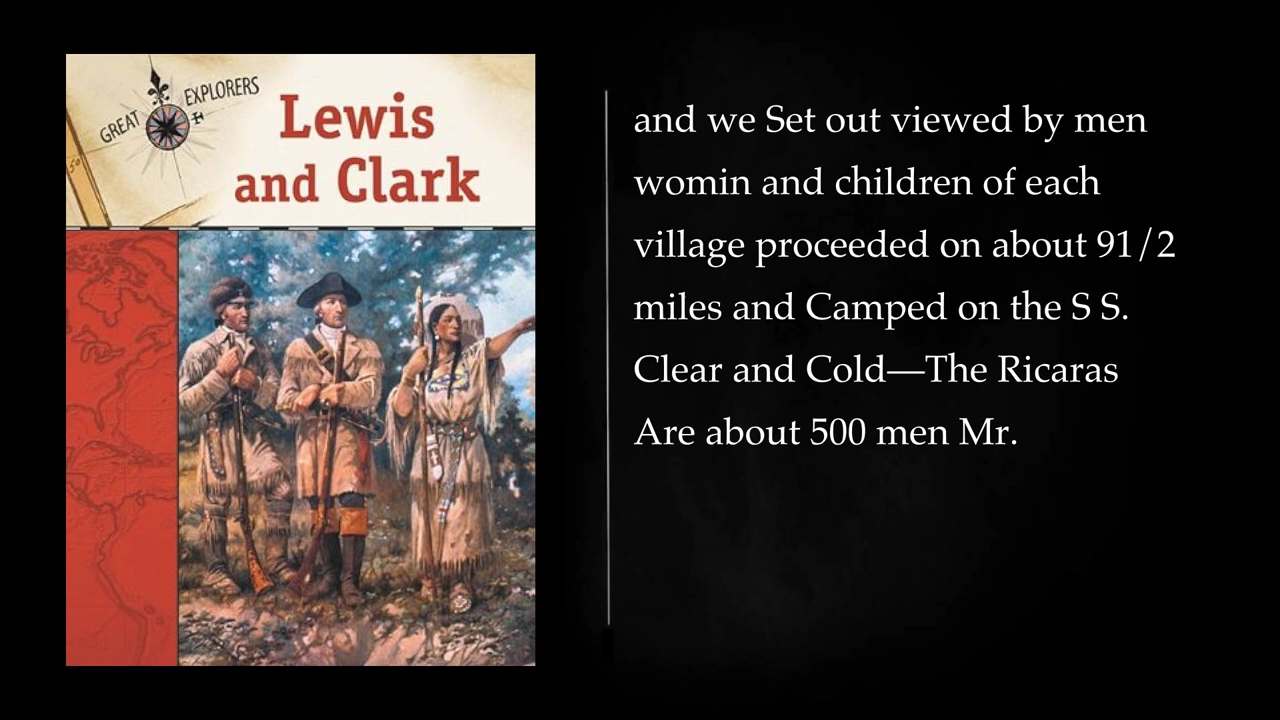 GREAT EXPLORERS
Lewis
and Clark
and we Set out viewed by men
womin and children of each
village proceeded on about 91/2
miles and Camped on the S S.
Clear and Cold—The Ricaras
Are about 500 men Mr.